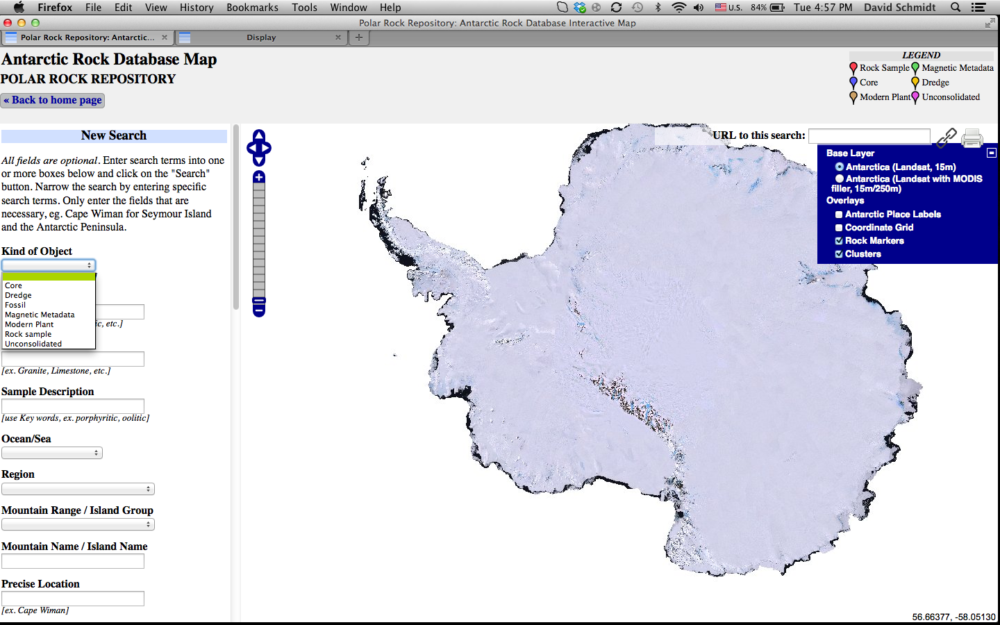 Firefox File Edit View History Bookmarks Tools Window Help U.S. 84% Tue 4:57 PM David Schmidt
Polar Rock Repository: Antarctic Rock Database Interactive Map
Polar Rock Repository: Antarctic... Display
Antarctic Rock Database Map
POLAR ROCK REPOSITORY
« Back to home page
LEGEND
Rock Sample Magnetic Metadata
Core Dredge
Modern Plant Unconsolidated
New Search
All fields are optional. Enter search terms into one
or more boxes below and click on the "Search"
button. Narrow the search by entering specific
search terms. Only enter the fields that are
necessary, eg. Cape Wiman for Seymour Island
and the Antarctic Peninsula.
Kind of Object
Core
Dredge
Fossil
Magnetic Metadata
Modern Plant
Rock sample
Unconsolidated
ic, etc.]
[ex. Granite, Limestone, etc.]
Sample Description
[use Key words, ex. porphyritic, oolitic]
Ocean/Sea
Region
Mountain Range / Island Group
Mountain Name / Island Name
Precise Location
[ex. Cape Wiman]
URL to this search:
Base Layer
Antarctica (Landsat, 15m)
Antarctica (Landsat with MODIS
filler, 15m/250m)
Overlays
Antarctic Place Labels
Coordinate Grid
Rock Markers
Clusters
56.66377, -58.05130